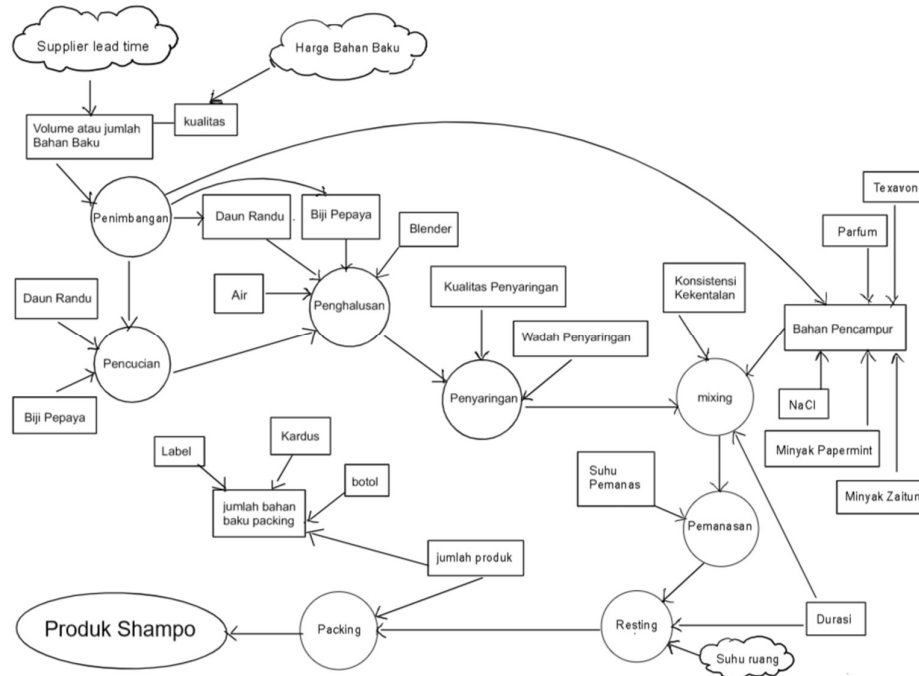 Supplier lead time
Harga Bahan Baku
Volume atau jumlah
Bahan Baku
kualitas
Penimbangan
Daun Randu
Biji Pepaya
Blender
Texavon
Parfum
Daun Randu
Air
Penghalusan
Kualitas Penyaringan
Konsistensi
Kekentalan
Bahan Pencampur
Pencucian
Wadah Penyaringan
Biji Pepaya
Penyaringan
mixing
NaCl
Minyak Papermint
Minyak Zaitun
Label
Kardus
botol
jumlah bahan
baku packing
Suhu
Pemanas
Pemanasan
jumlah produk
Produk Shampo
Packing
Resting
Durasi
Suhu ruang